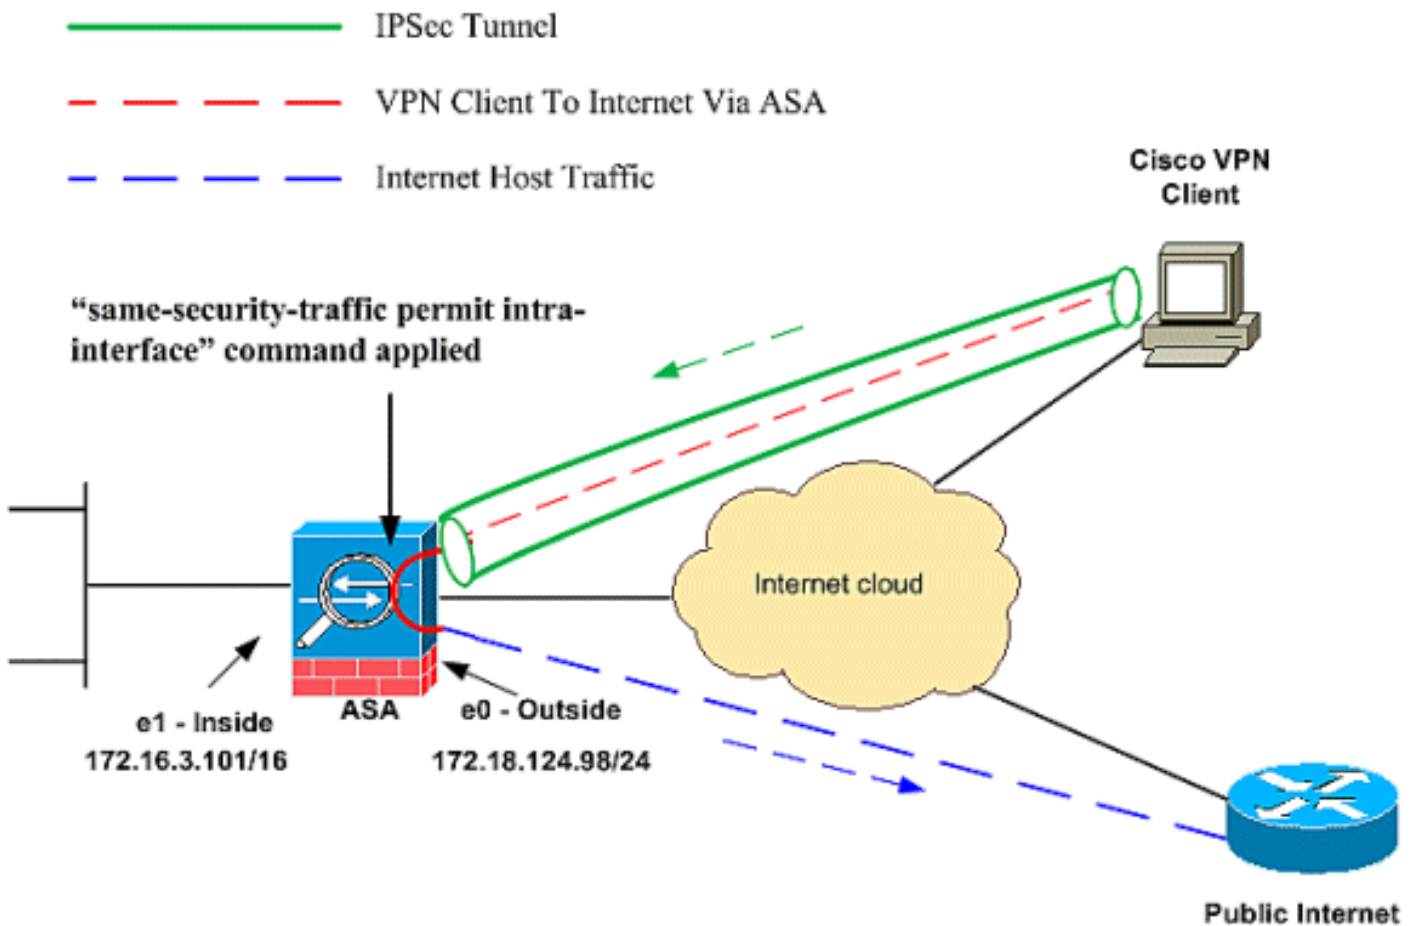 IPSec Tunnel
VPN Client To Internet Via ASA
Internet Host Traffic
Cisco VPN
Client
“same-security-traffic permit intra-
interface” command applied
Internet cloud
ASA
e1 - Inside
172.16.3.101/16
e0 - Outside
172.18.124.98/24
Public Internet